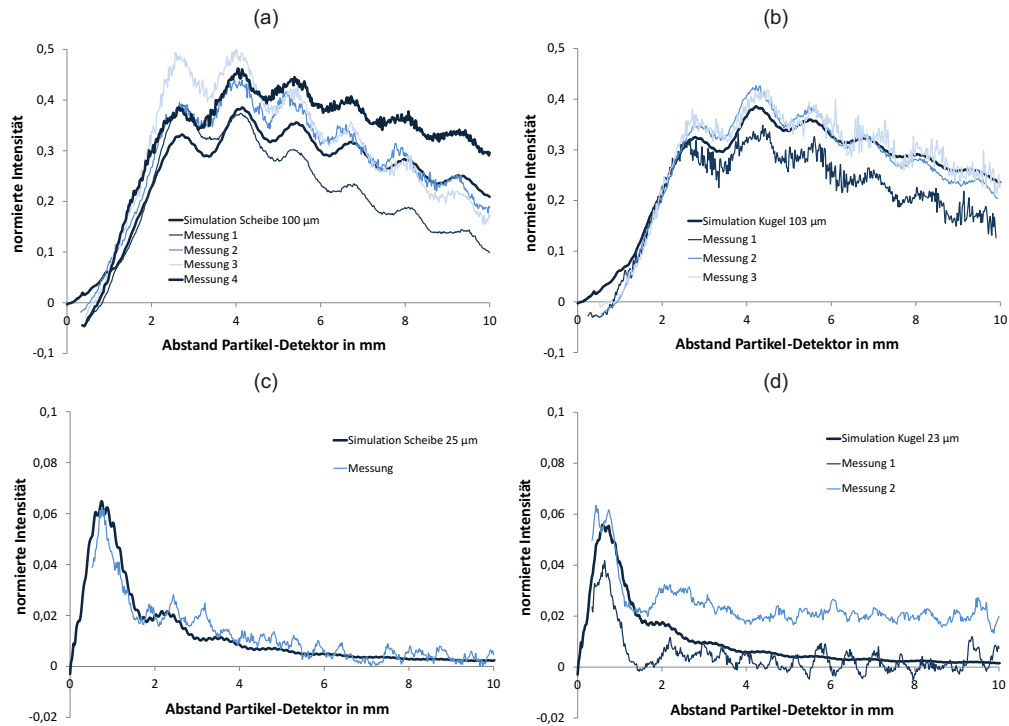 (a)
normierte Intensität
0,5
0,4
0,3
0,2
0,1
0
-0,1
0
2
4
6
8
10
Simulation Scheibe 100 µm
Messung 1
Messung 2
Messung 3
Messung 4
Abstand Partikel-Detektor in mm
(b)
normierte Intensität
0,5
0,4
0,3
0,2
0,1
0
-0,1
0
2
4
6
8
10
Simulation Kugel 103 µm
Messung 1
Messung 2
Messung 3
Abstand Partikel-Detektor in mm
(c)
normierte Intensität
0,1
0,08
0,06
0,04
0,02
0
-0,02
0
2
4
6
8
10
Simulation Scheibe 25 µm
Messung
Abstand Partikel-Detektor in mm
(d)
normierte Intensität
0,1
0,08
0,06
0,04
0,02
0
-0,02
0
2
4
6
8
10
Simulation Kugel 23 µm
Messung 1
Messung 2
Abstand Partikel-Detektor in mm